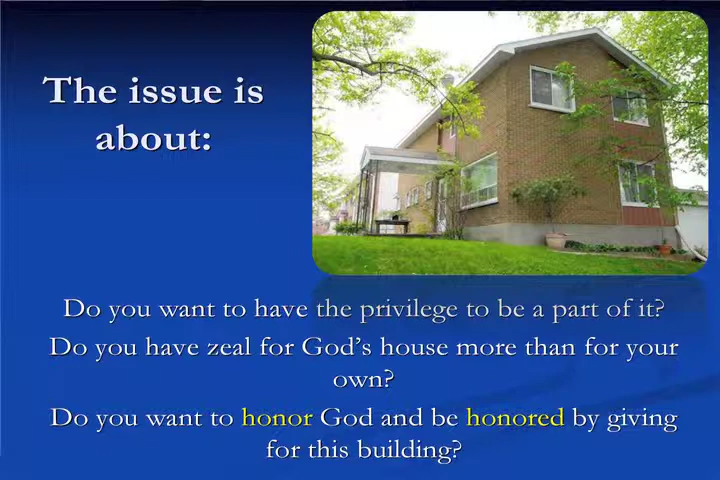 The issue is
about:
Do you want to have the privilege to be a part of it?
Do you have zeal for God’s house more than for your
own?
Do you want to honor God and be honored by giving
for this building?